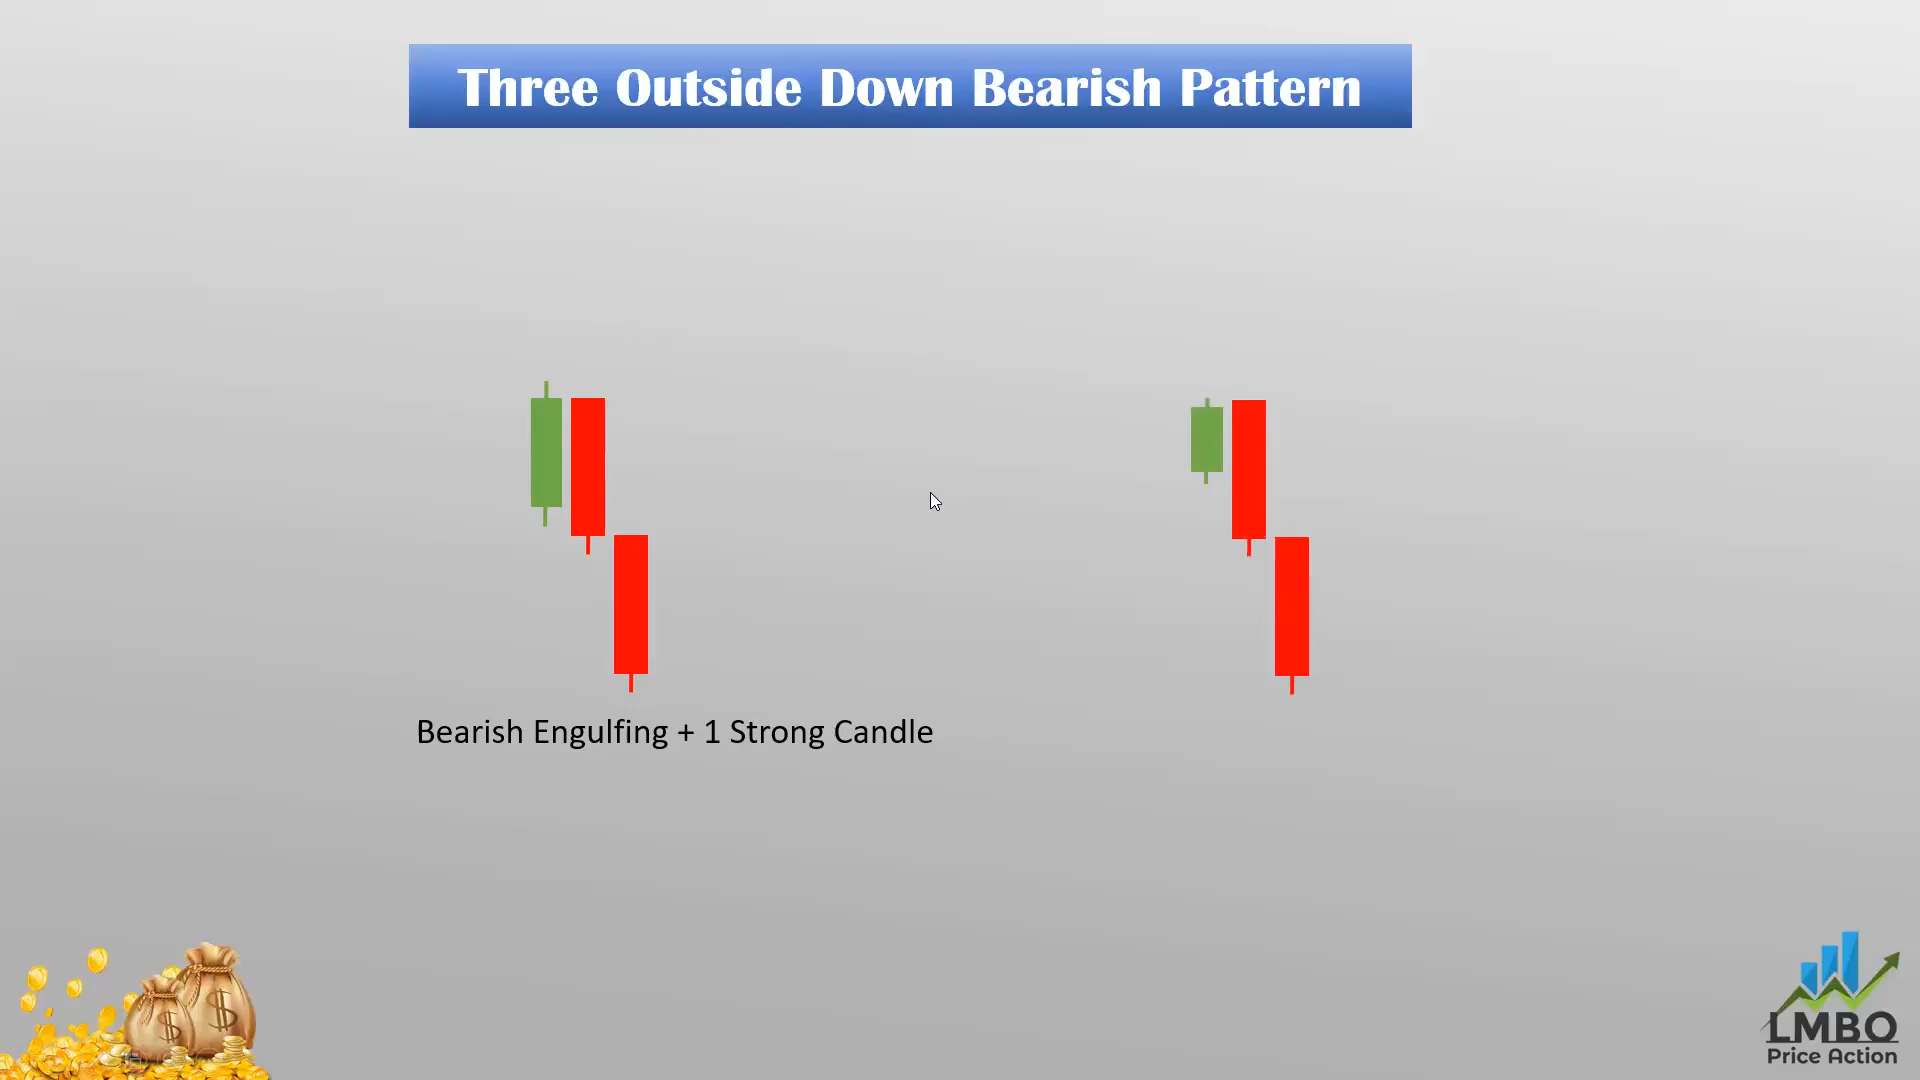 Three Outside Down Bearish Pattern
Bearish Engulfing + 1 Strong Candle
$
$
LMBO
Price Action